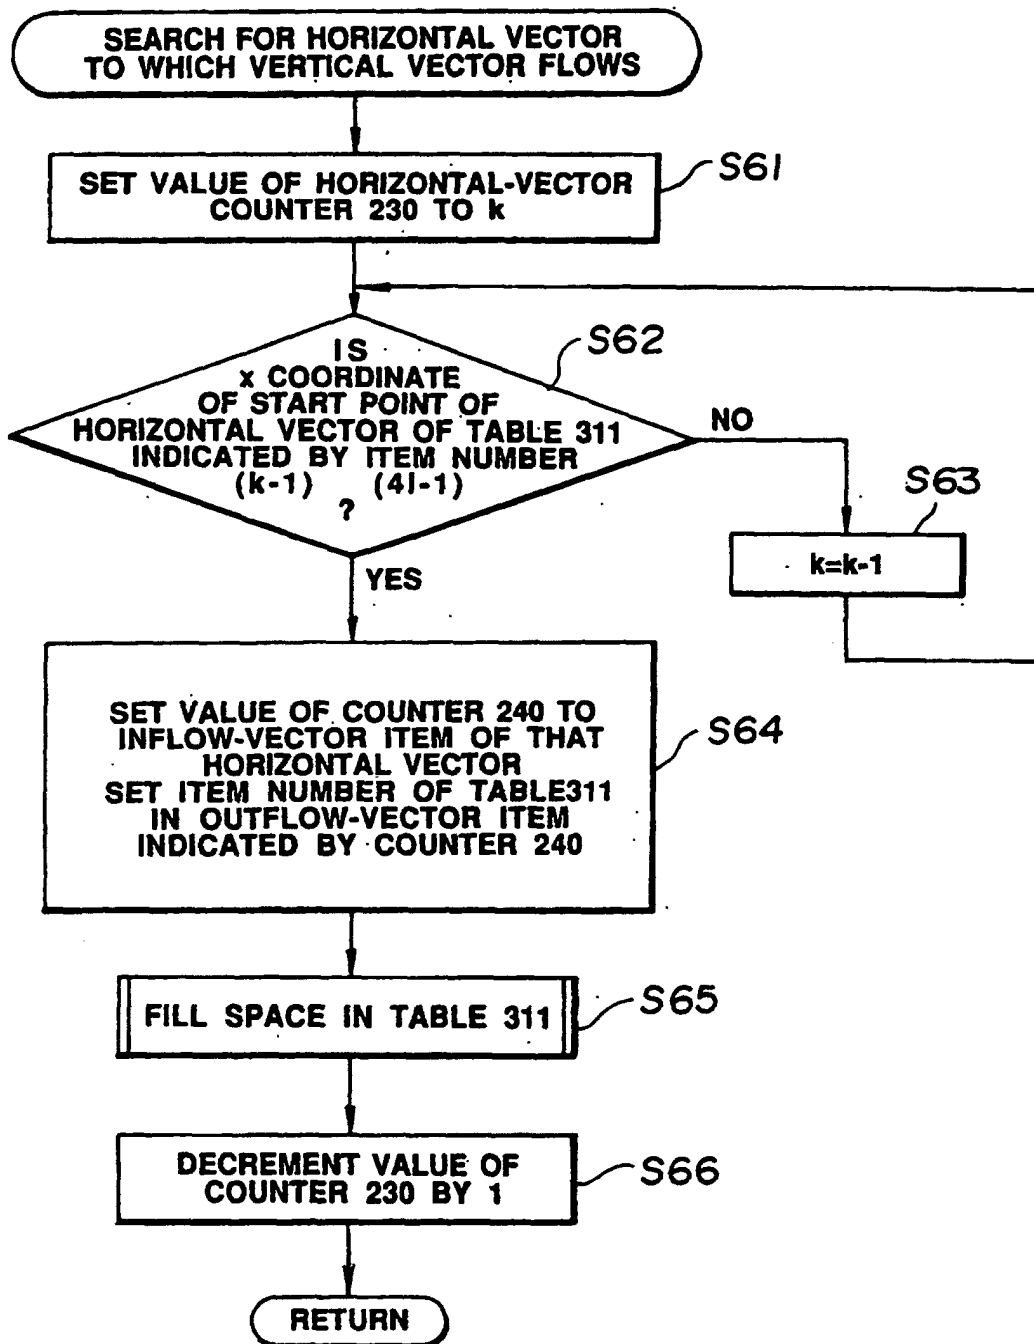 SEARCH FOR HORIZONTAL VECTOR
TO WHICH VERTICAL VECTOR FLOWS
SET VALUE OF HORIZONTAL-VECTOR
COUNTER 230 TO k
S61
IS
x COORDINATE
OF START POINT OF
HORIZONTAL VECTOR OF TABLE 311
INDICATED BY ITEM NUMBER
(k-1) (4l-1)
?
S62
NO
S63
k=k-1
YES
SET VALUE OF COUNTER 240 TO
INFLOW-VECTOR ITEM OF THAT
HORIZONTAL VECTOR
SET ITEM NUMBER OF TABLE311
IN OUTFLOW-VECTOR ITEM
INDICATED BY COUNTER 240
S64
FILL SPACE IN TABLE 311
S65
DECREMENT VALUE OF
COUNTER 230 BY 1
S66
RETURN